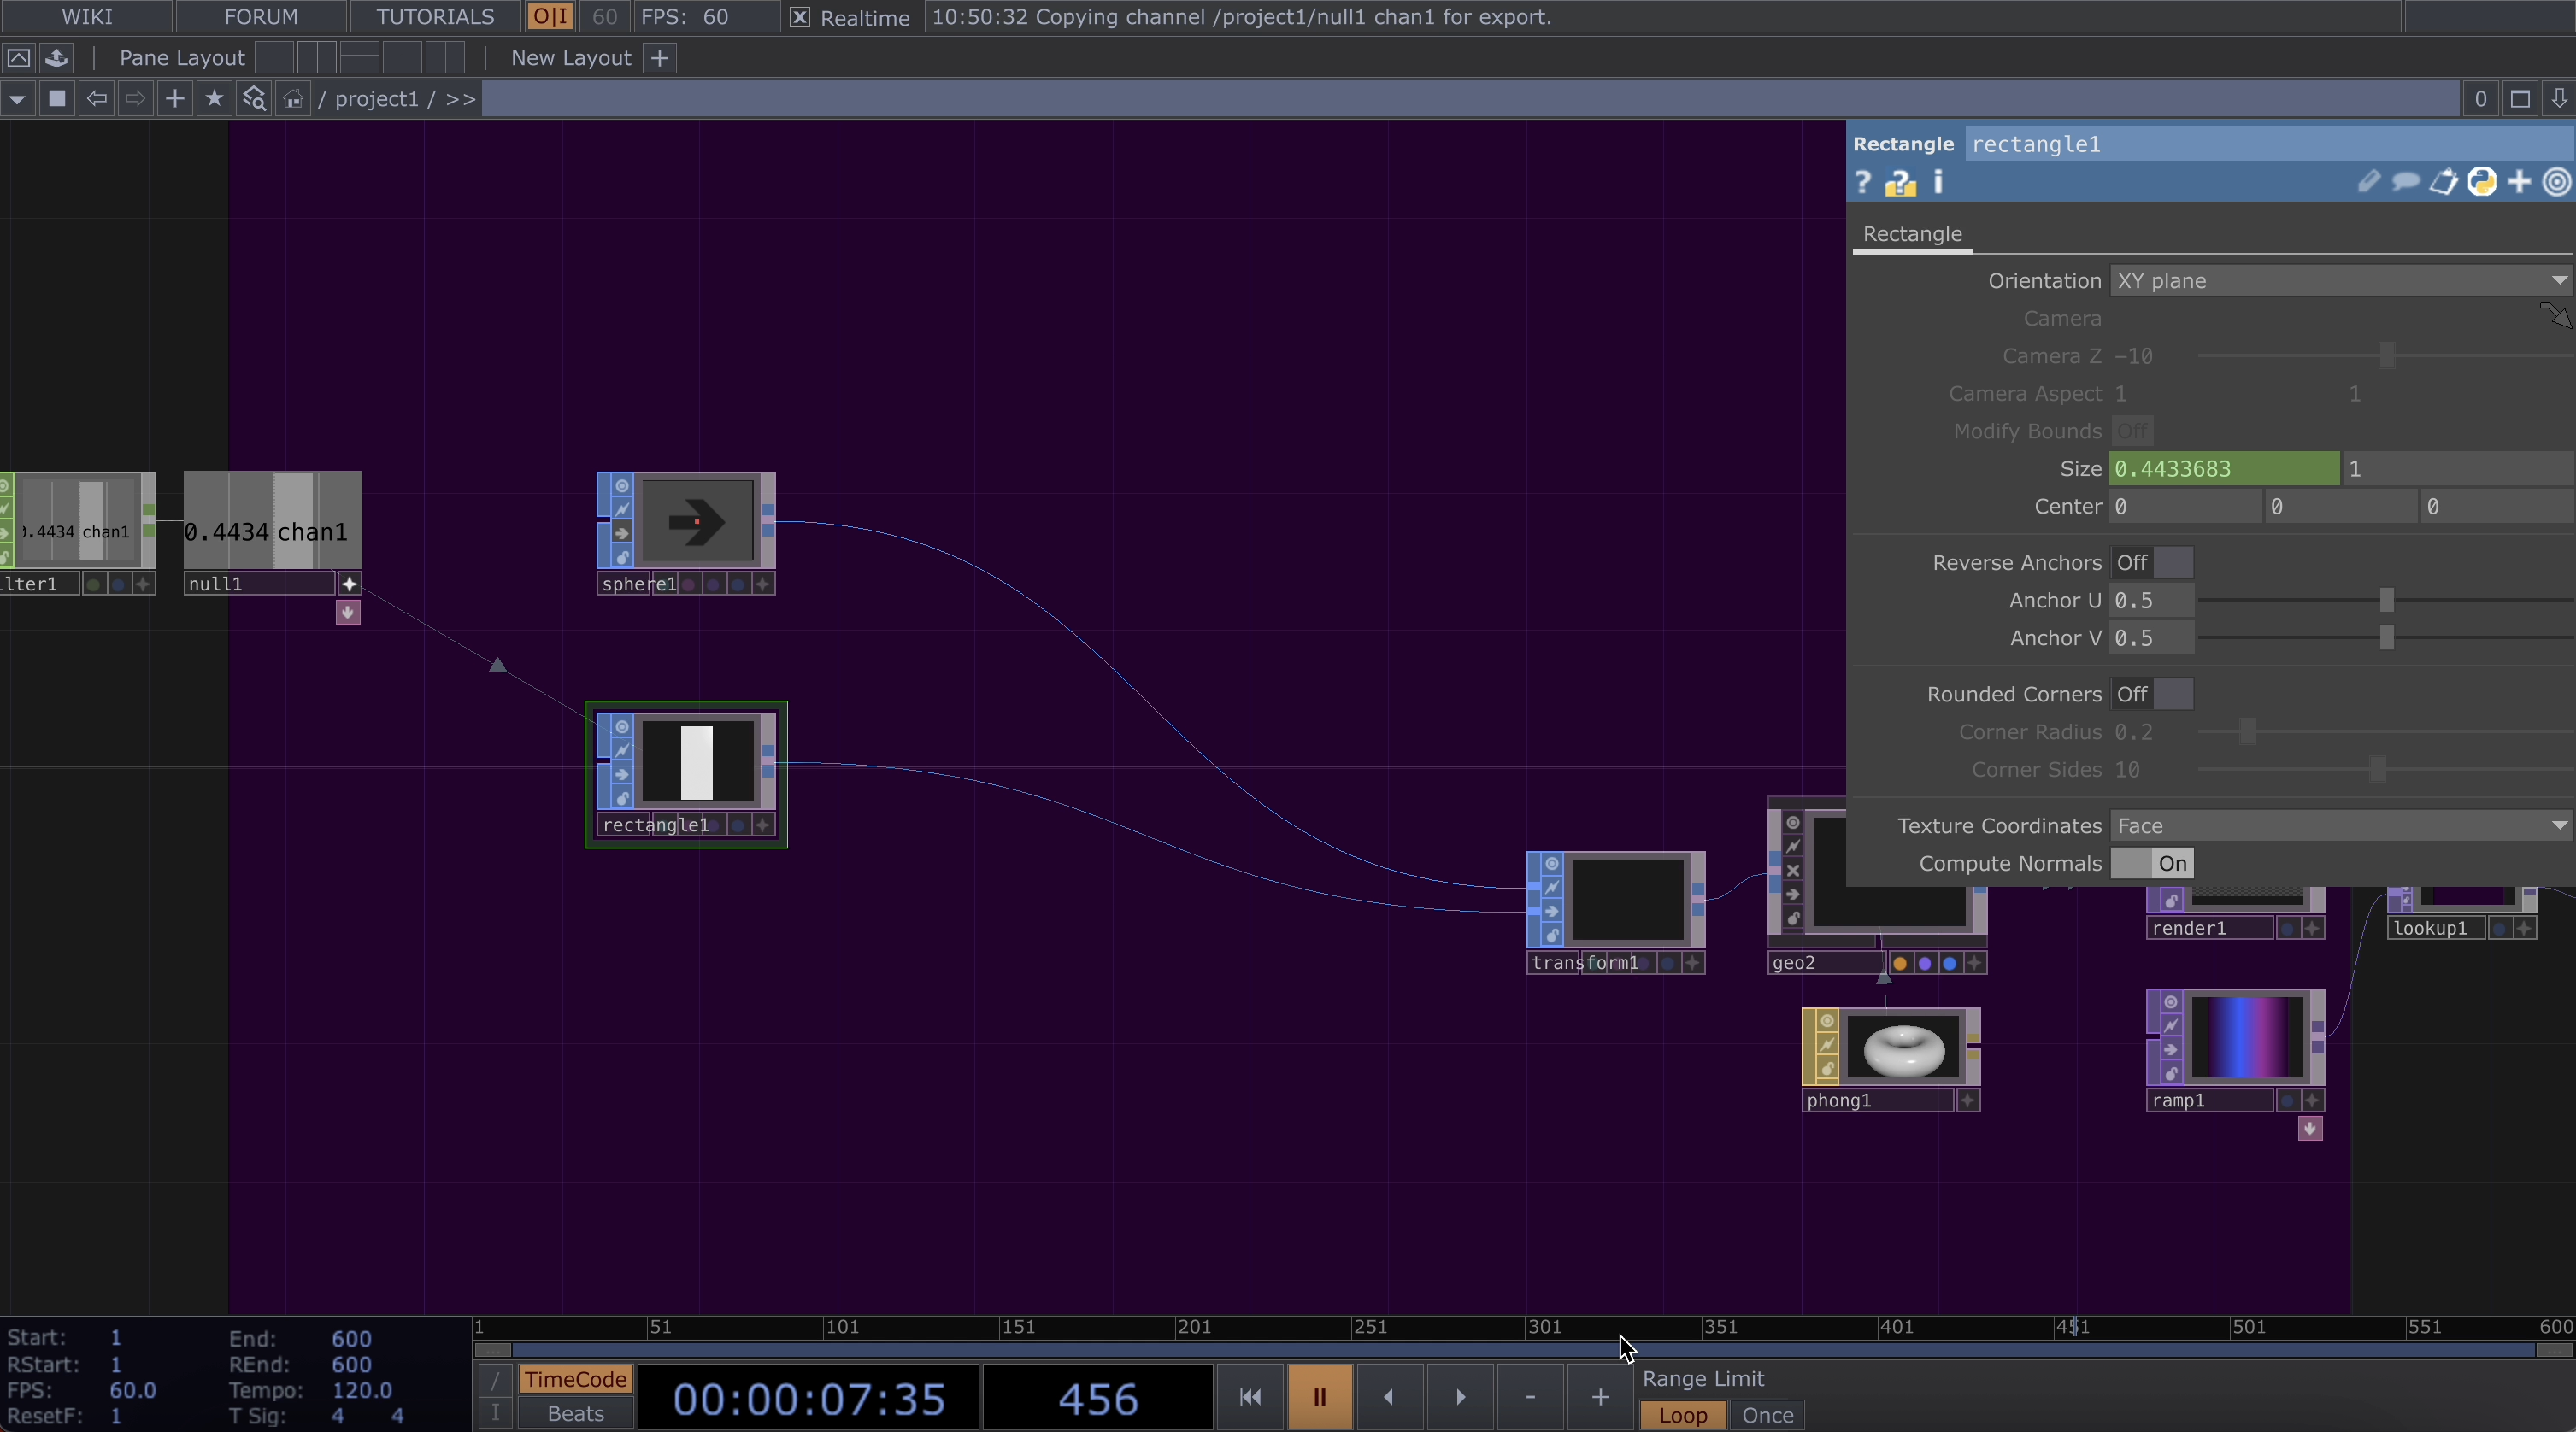 WIKI FORUM TUTORIALS O|I 60 FPS: 60 X Realtime 10:50:32 Copying channel /project1/null1 chan1 for export.
Pane Layout New Layout +
/ project1 / >> 0
Rectangle rectangle1
? ? i
Rectangle
Orientation XY plane
Camera
Camera Z -10
Camera Aspect 1 1
Modify Bounds Off
Size 0.4433683 1
Center 0 0 0
Reverse Anchors Off
Anchor U 0.5
Anchor V 0.5
Rounded Corners Off
Corner Radius 0.2
Corner Sides 10
Texture Coordinates Face
Compute Normals On
.4434 chan1
0.4434 chan1
lter1
null1
sphere1
rectangle1
transform1
geo2
render1
lookup1
phong1
ramp1
1 51 101 151 201 251 301 351 401 451 501 551 600
Start: 1 End: 600
RStart: 1 REnd: 600
FPS: 60.0 Tempo: 120.0
ResetF: 1 T Sig: 4 4
/ TimeCode
I Beats
00:00:07:35 456
- +
Range Limit
Loop Once